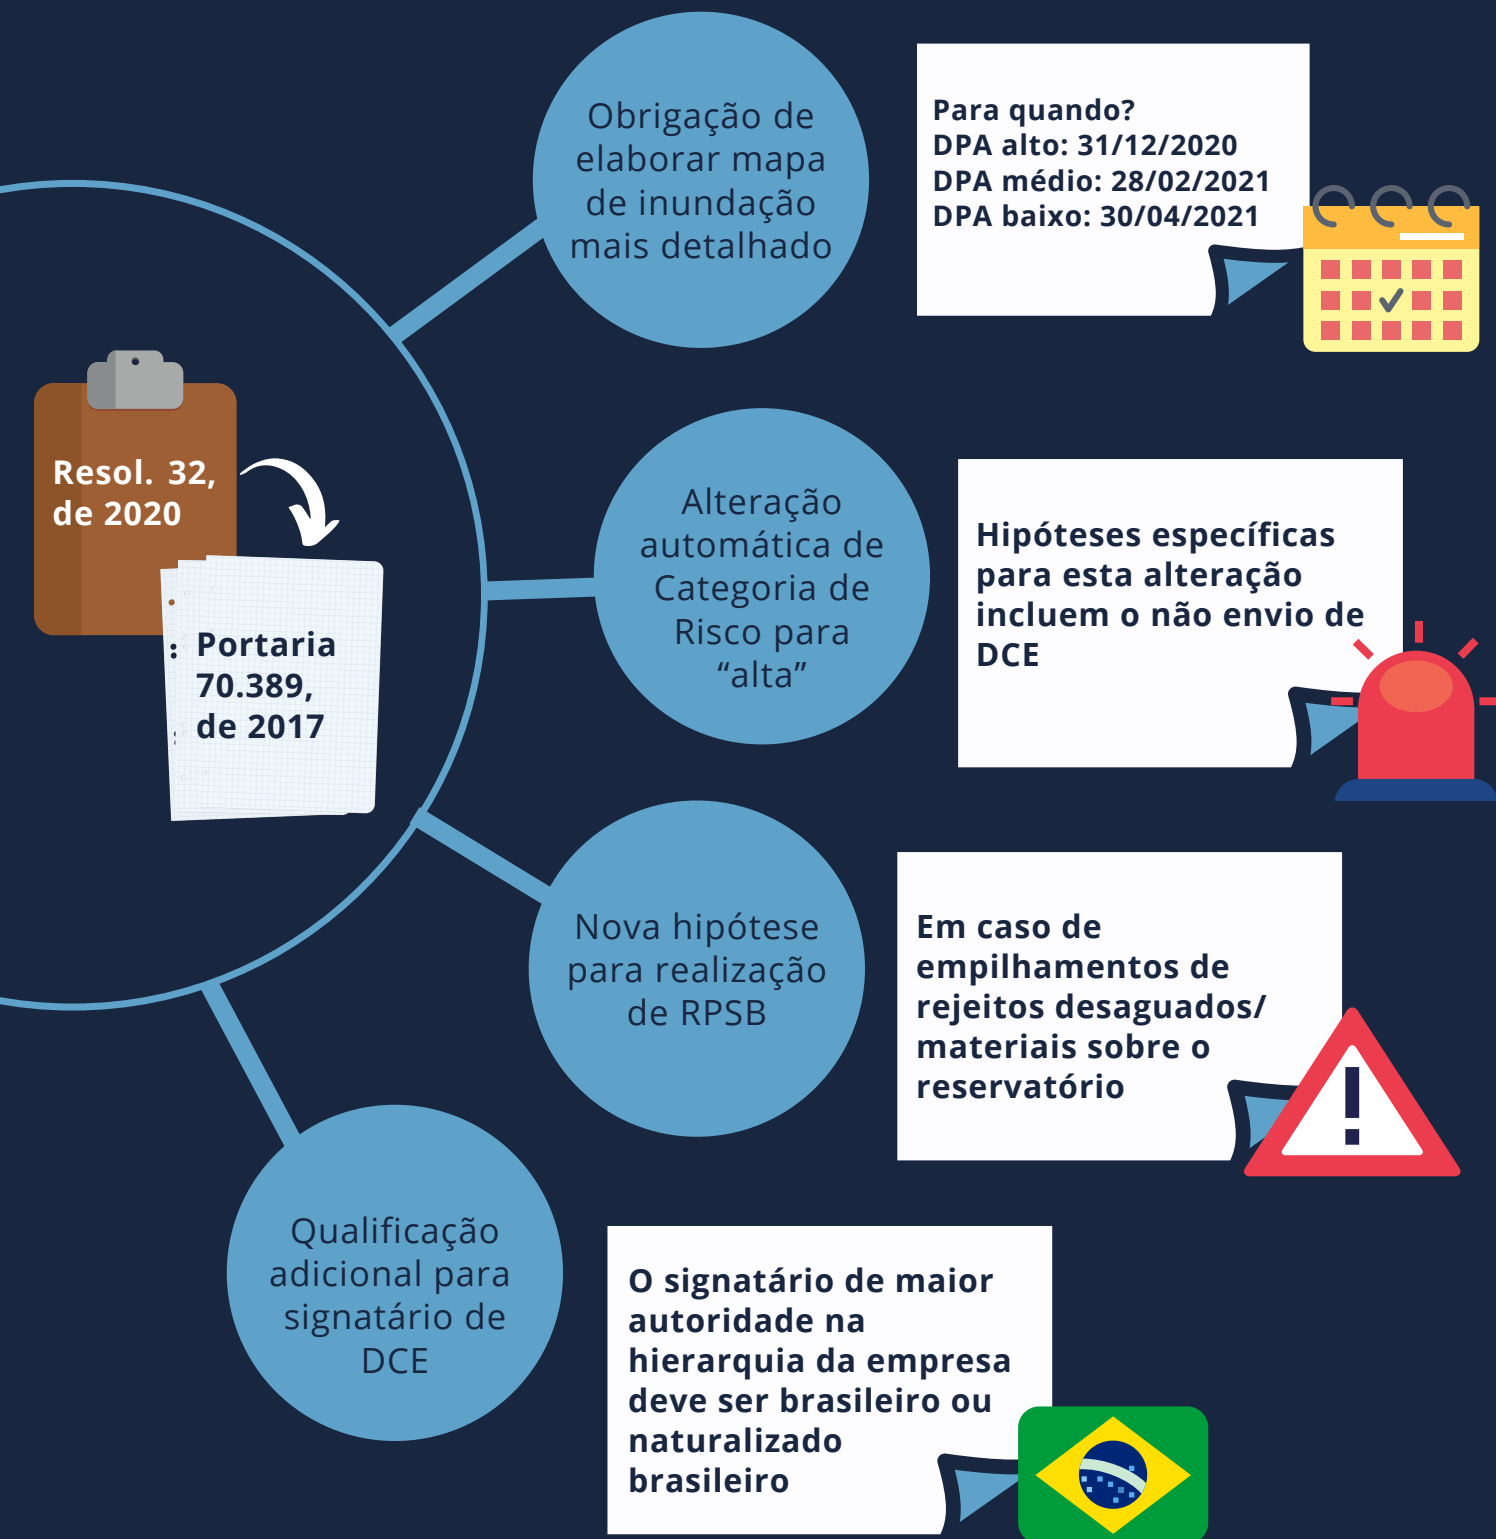 Obrigação de
elaborar mapa
de inundação
mais detalhado
Para quando?
DPA alto: 31/12/2020
DPA médio: 28/02/2021
DPA baixo: 30/04/2021
Resol. 32,
de 2020
Portaria
70.389,
de 2017
Alteração
automática de
Categoria de
Risco para
“alta”
Hipóteses específicas
para esta alteração
incluem o não envio de
DCE
Nova hipótese
para realização
de RPSB
Em caso de
empilhamentos de
rejeitos desaguados/
materiais sobre o
reservatório
Qualificação
adicional para
signatário de
DCE
O signatário de maior
autoridade na
hierarquia da empresa
deve ser brasileiro ou
naturalizado
brasileiro